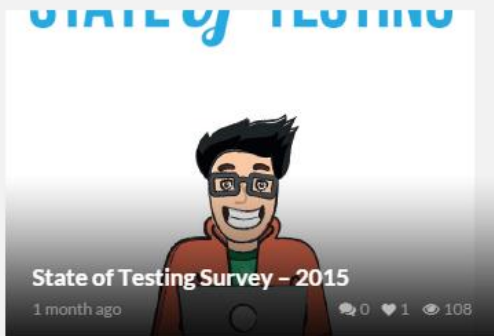 STATE of TESTING
State of Testing Survey – 2015
1 month ago 0 1 108